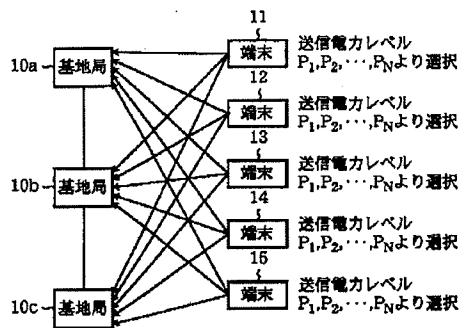 11
端末
送信電力レベル
P1,P2,···,PNより選択
10a
基地局
12
端末
送信電力レベル
P1,P2,···,PNより選択
13
10b
基地局
端末
送信電力レベル
P1,P2,···,PNより選択
14
端末
送信電力レベル
P1,P2,···,PNより選択
15
10c
基地局
端末
送信電力レベル
P1,P2,···,PNより選択